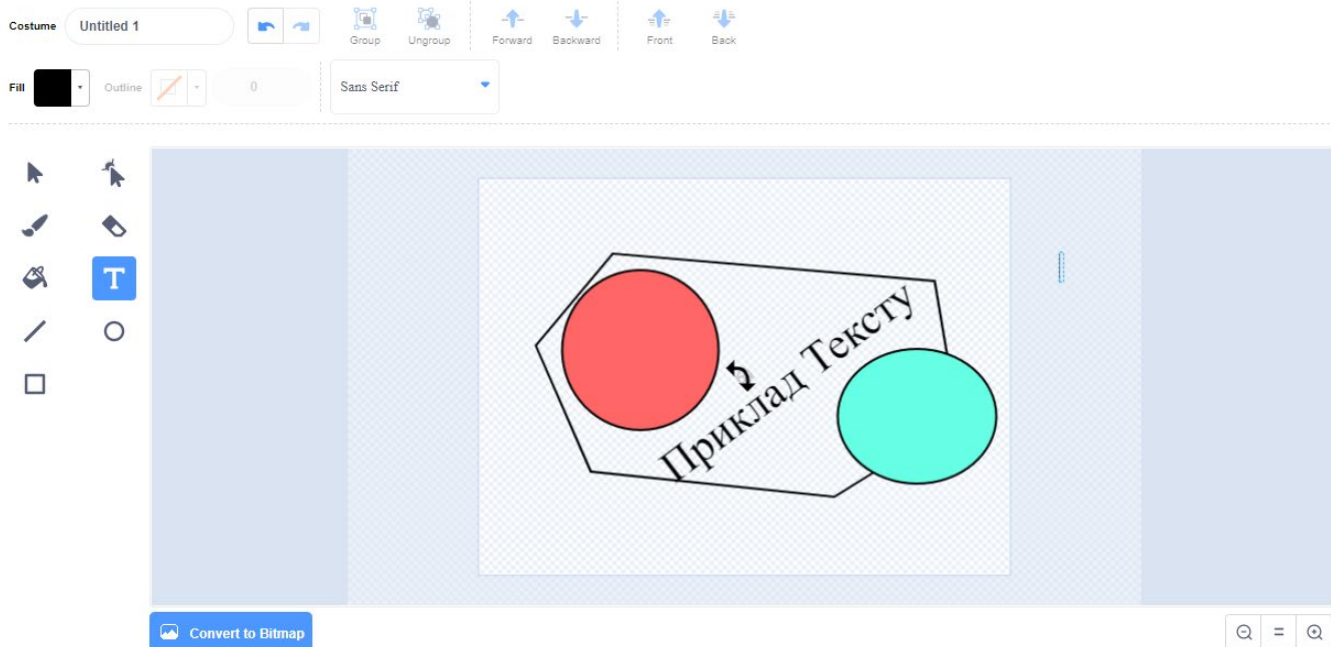 Costume Untitled 1
Group Ungroup Forward Backward Front Back
Fill Outline 0 Sans Serif
T
Приклад Тексту
Convert to Bitmap